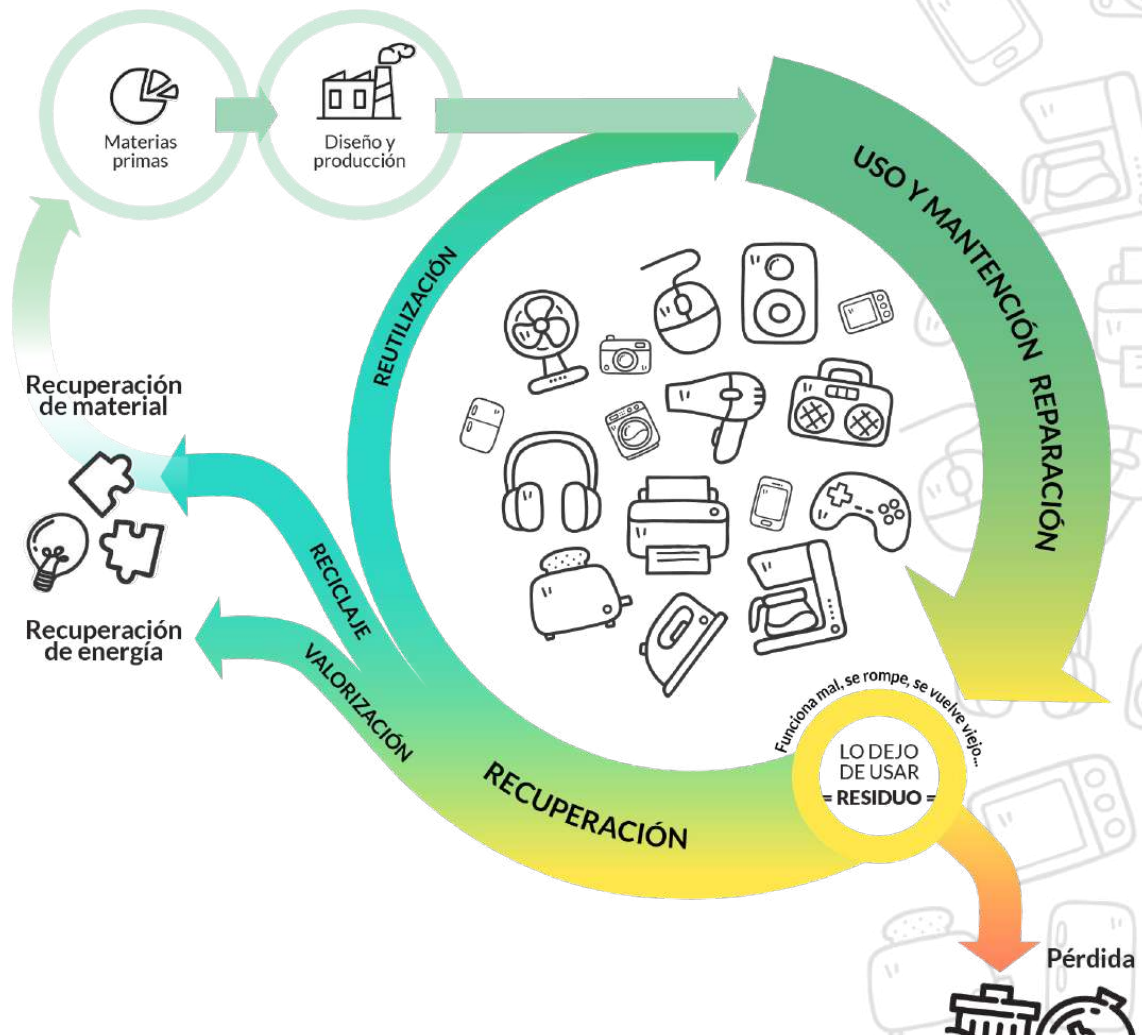 Materias
primas
Diseño y
producción
USO Y MANTENCIÓN REPARACIÓN
REUTILIZACIÓN
Recuperación
de material
RECICLAJE
Recuperación
de energía
VALORIZACIÓN
Funciona mal, se rompe, se vuelve viejo...
LO DEJO
DE USAR
= RESIDUO =
RECUPERACIÓN
Pérdida